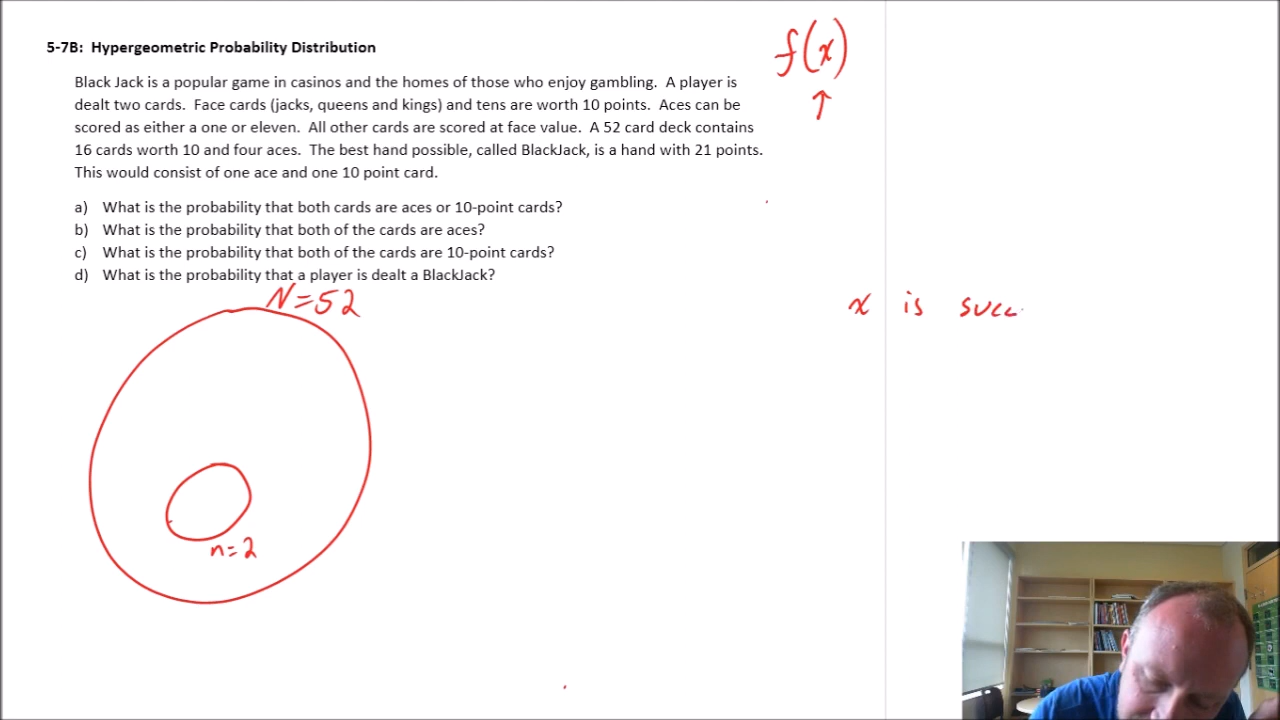 5-7B: Hypergeometric Probability Distribution
f(x)
Black Jack is a popular game in casinos and the homes of those who enjoy gambling. A player is
dealt two cards. Face cards (jacks, queens and kings) and tens are worth 10 points. Aces can be
scored as either a one or eleven. All other cards are scored at face value. A 52 card deck contains
16 cards worth 10 and four aces. The best hand possible, called BlackJack, is a hand with 21 points.
This would consist of one ace and one 10 point card.
a) What is the probability that both cards are aces or 10-point cards?
b) What is the probability that both of the cards are aces?
c) What is the probability that both of the cards are 10-point cards?
d) What is the probability that a player is dealt a BlackJack?
N=52
x is succ
n=2